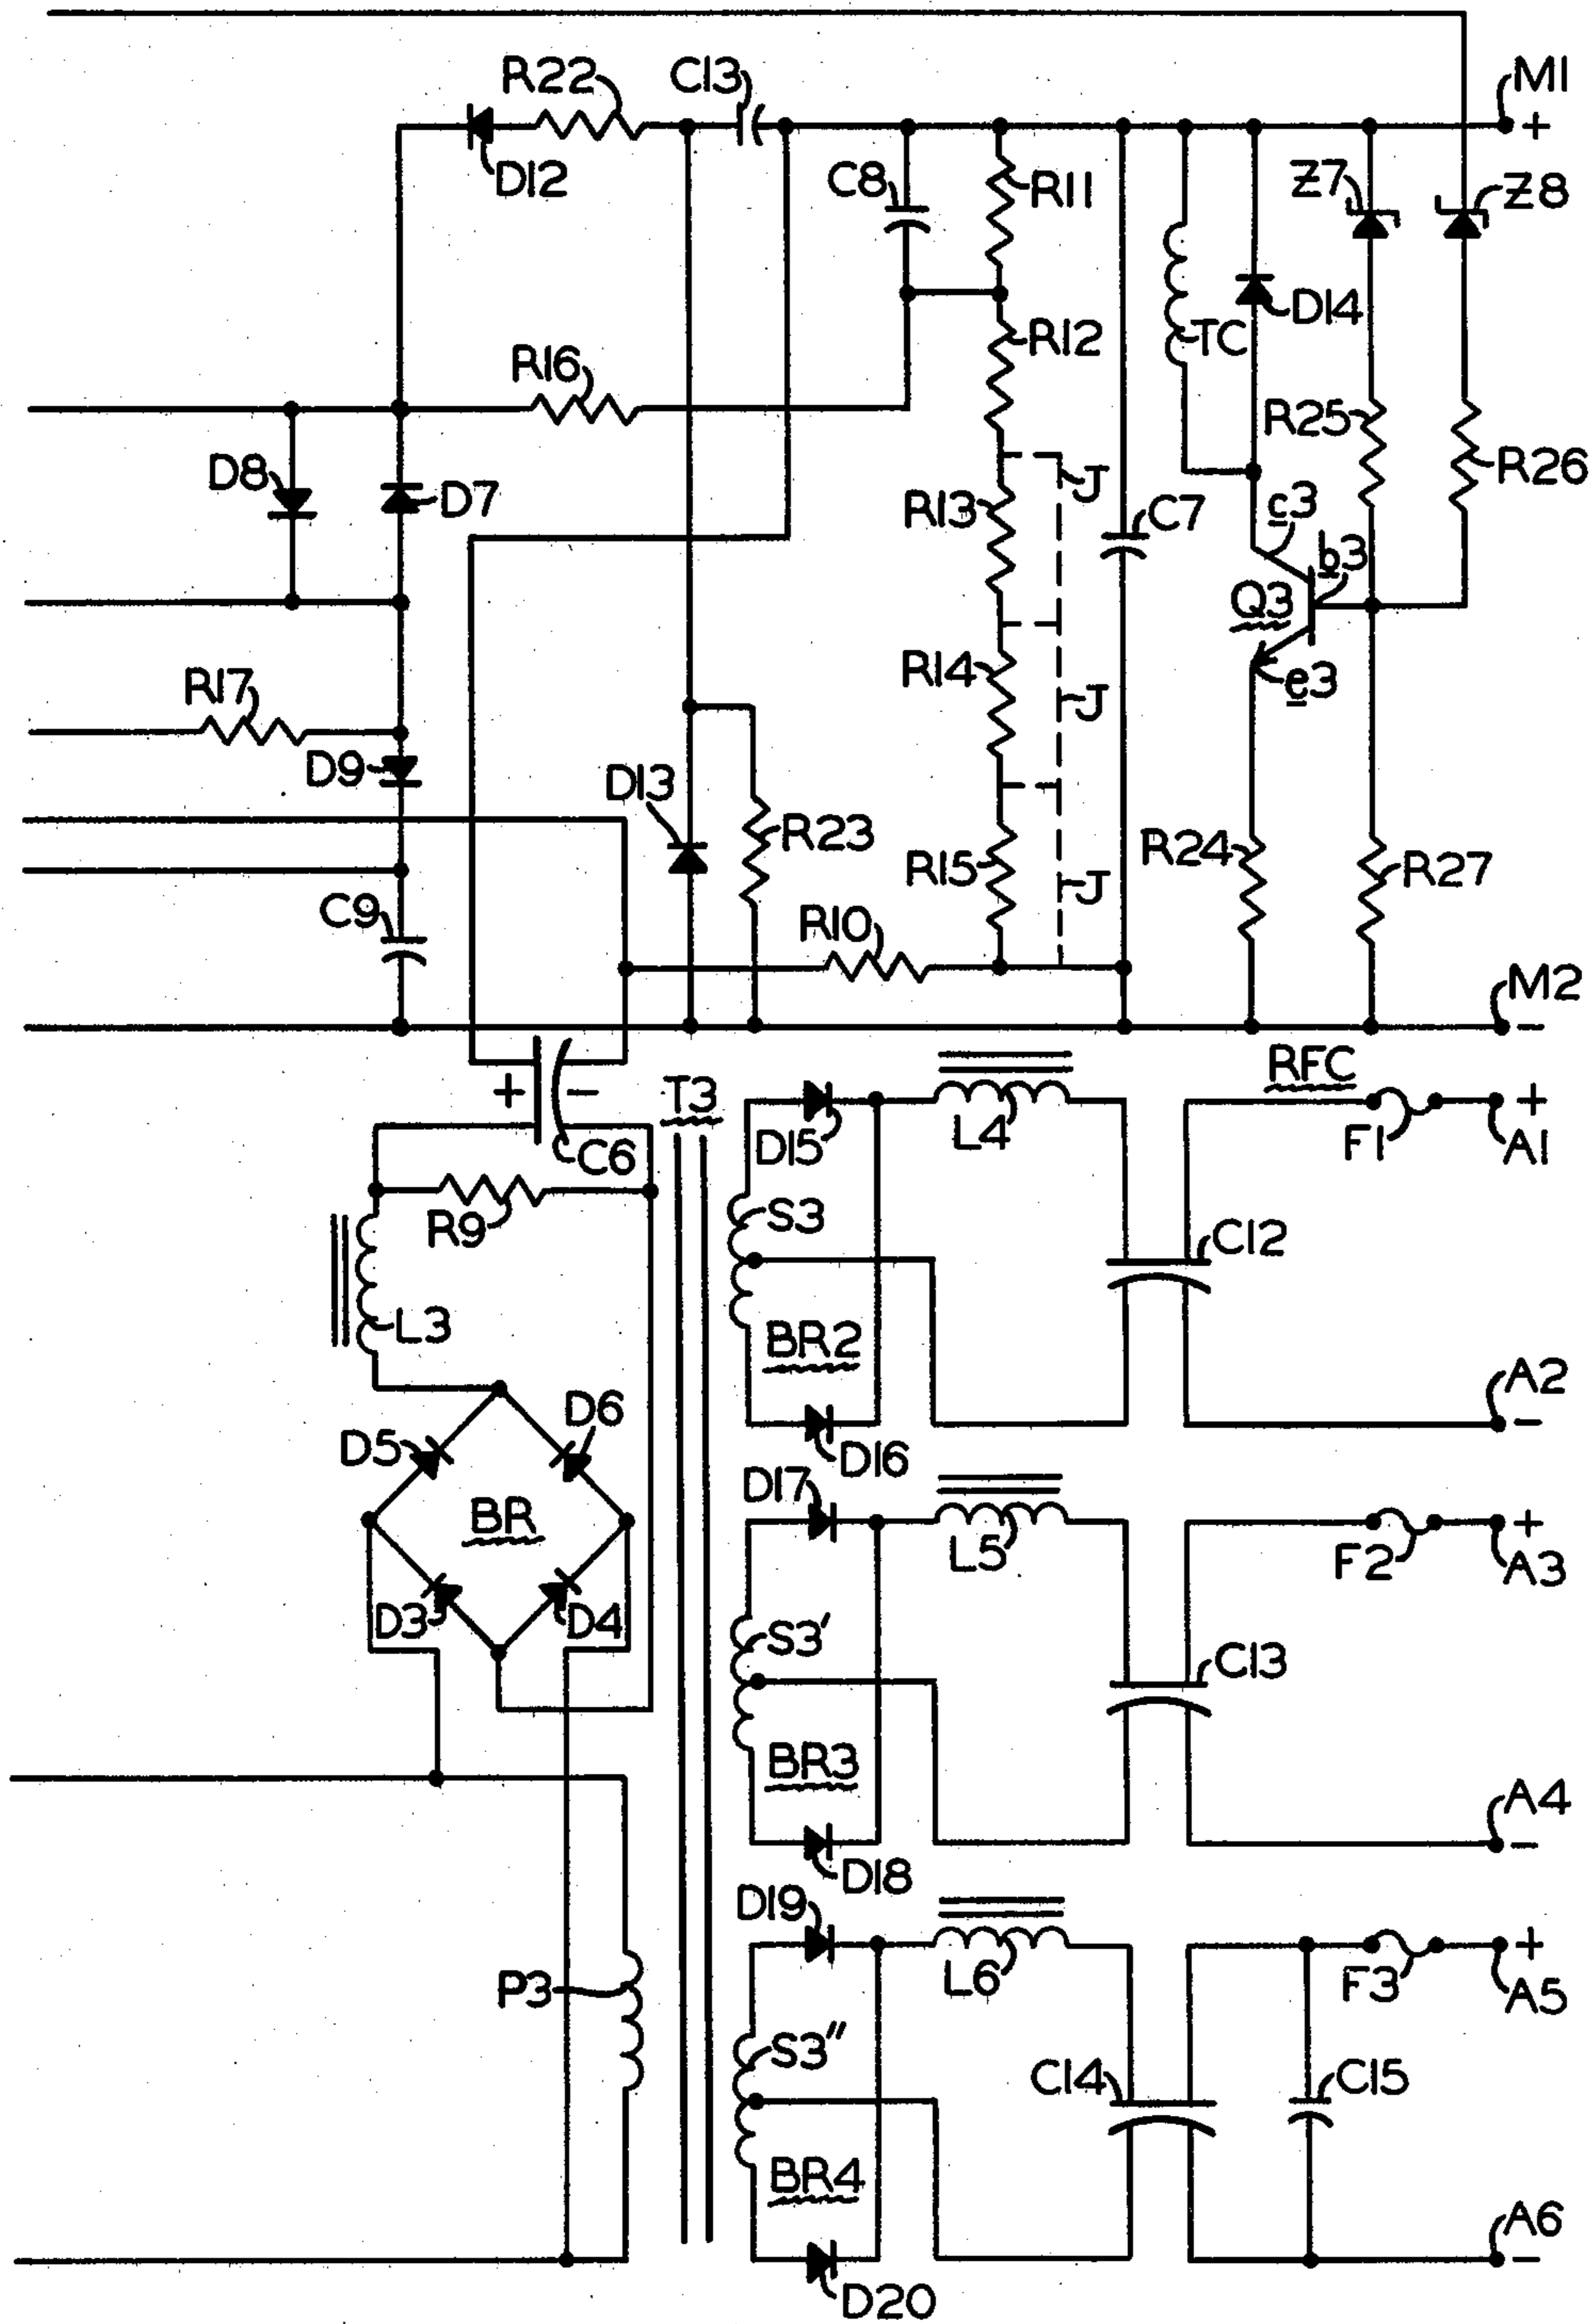 R22
C13
M1
+
D12
C8
R11
Z7
Z8
D14
R12
TC
R16
R25
D8
D7
J
R26
R13
c3
C7
b3
Q3
R14
e3
R17
J
D9
D13
R23
R24
R15
J
R27
C9
R10
M2
−
+
−
T3
RFC
+
C6
D15
L4
F1
A1
R9
S3
C12
L3
BR2
A2
−
D6
D5
D16
D17
BR
L5
+
F2
A3
D3
D4
S3'
C13
BR3
A4
−
D18
D19
+
P3
L6
F3
A5
S3"
C14
C15
BR4
A6
−
D20